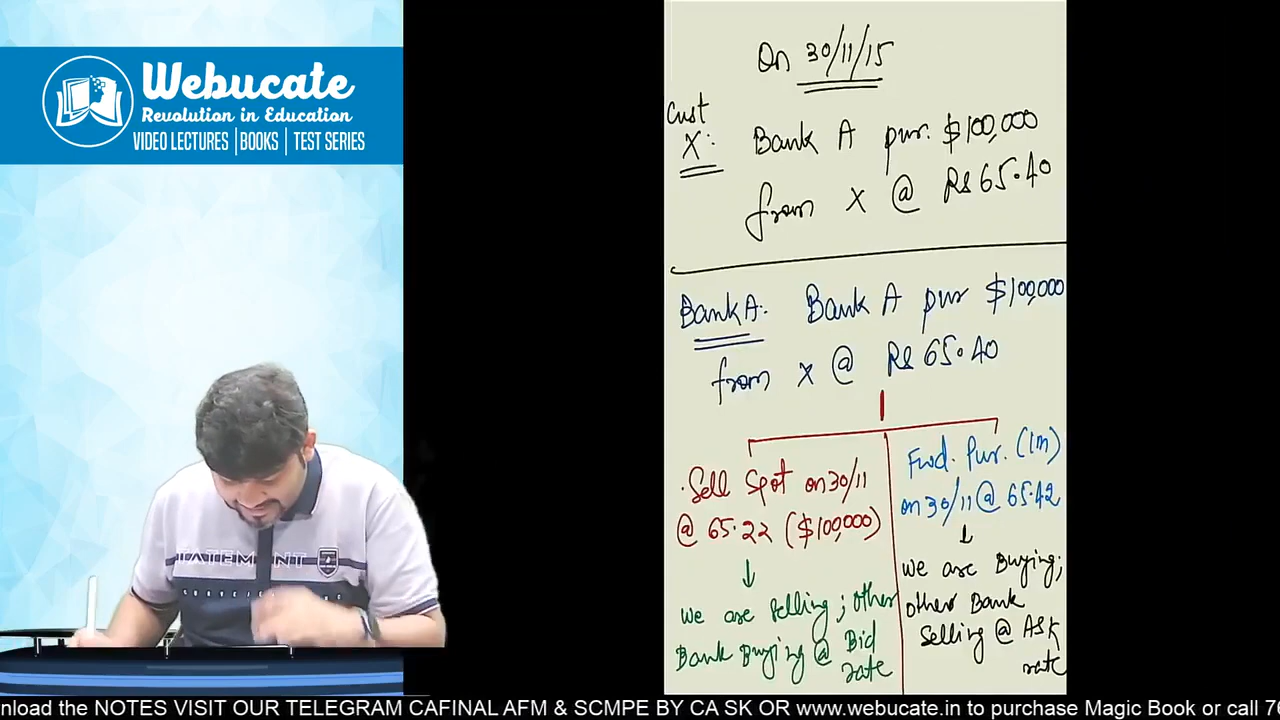 Webucate
Revolution in Education
VIDEO LECTURES | BOOKS | TEST SERIES
On 30/11/15
Cust
X: Bank A pur. $100,000
from X @ Rs 65.40
Bank A: Bank A pur $100,000
from X @ Rs 65.40
Sell Spot on 30/11
@ 65.22 ($100,000)
↓
We are selling; other
Bank Buying @ Bid
rate
Fwd. Pur. (1m)
on 30/11 @ 65.42
↓
We are Buying;
other Bank
Selling @ ASK
rate
TATEMENT
nload the NOTES VISIT OUR TELEGRAM CAFINAL AFM & SCMPE BY CA SK OR www.webucate.in to purchase Magic Book or call 7